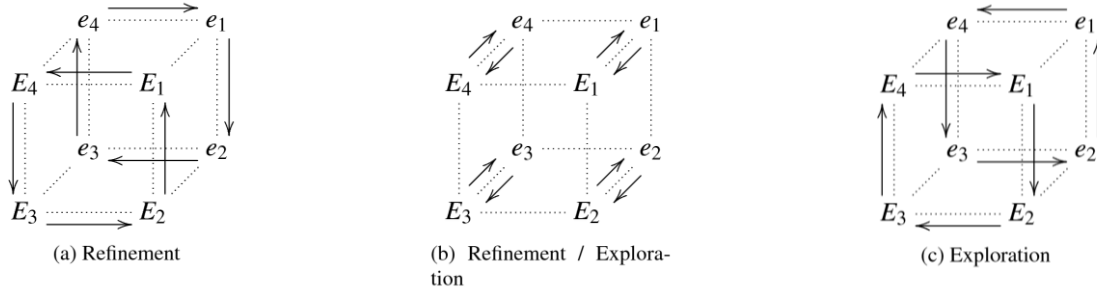 e₄ e₁
E₄ E₁
e₃ e₂
E₃ E₂
(a) Refinement
e₄ e₁
E₄ E₁
e₃ e₂
E₃ E₂
(b) Refinement / Explora-
tion
e₄ e₁
E₄ E₁
e₃ e₂
E₃ E₂
(c) Exploration